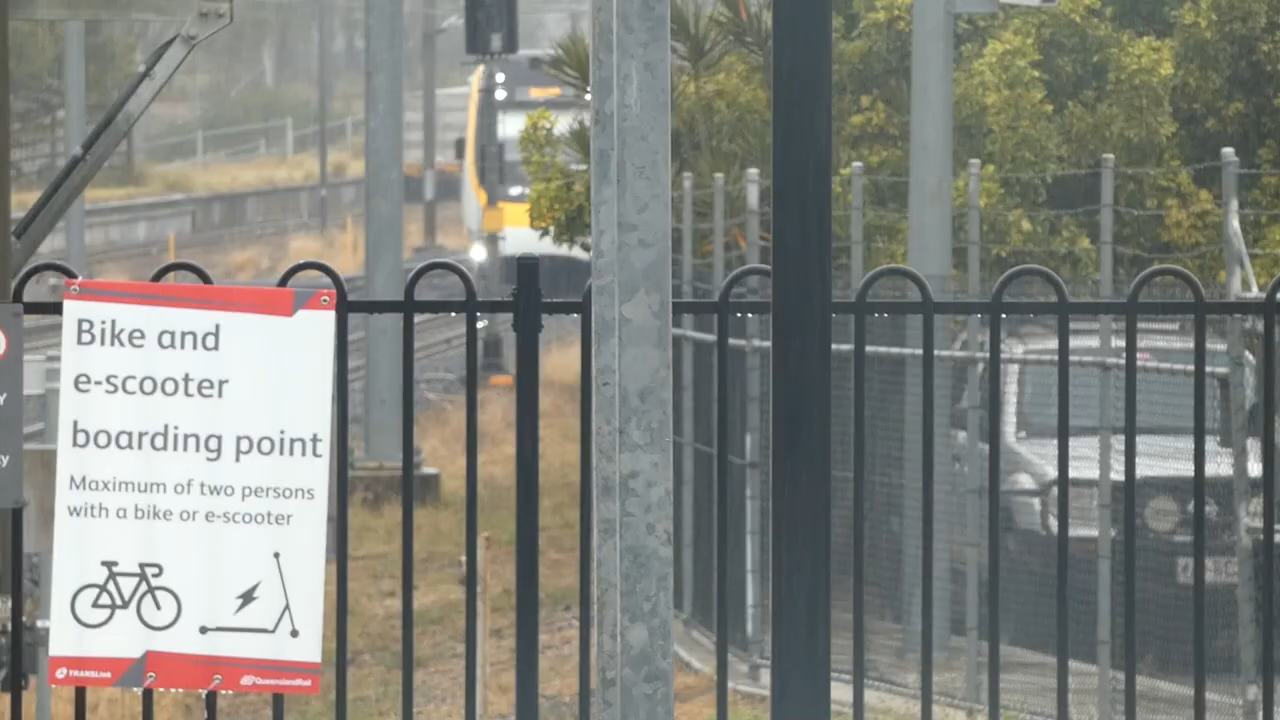 Bike and
e-scooter
boarding point
Maximum of two persons
with a bike or e-scooter
TRANSLink
QueenslandRail